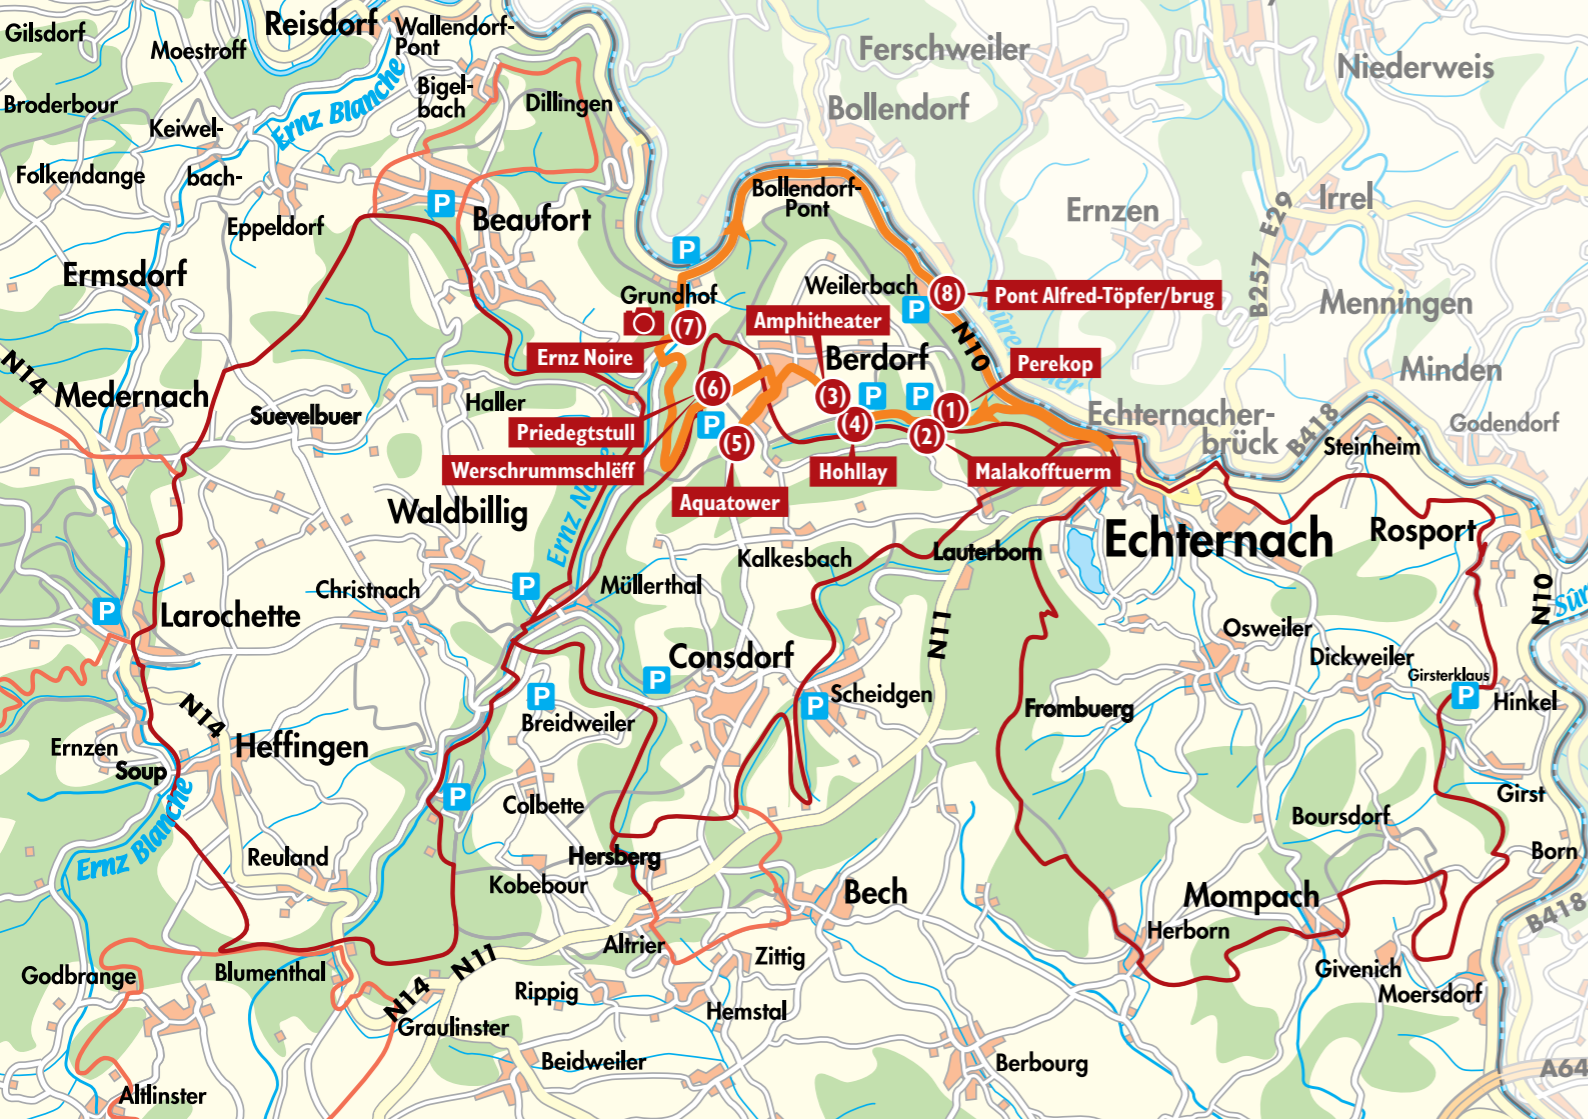 Gilsdorf
Moestroff
Reisdorf
Wallendorf-
Pont
Ferschweiler
Niederweis
Broderbour
Keiwel-
bach-
Ernz Blanche
Bigel-
bach
Dillingen
Bollendorf
Folkendange
Eppeldorf
Beaufort
P
Bollendorf-
Pont
Ernzen
Irrel
B257
E29
Ermsdorf
P
Grundhof
Weilerbach
P
(8)
Pont Alfred-Töpfer/brug
Menningen
Sûre
N14
Medernach
Suevelbuer
Haller
Ernz Noire
(7)
Amphitheater
Berdorf
N10
Perekop
Minden
Priedegtstull
(6)
P
(3)
P
P
(1)
(4)
(2)
(5)
Echternacher-
brück
B418
Godendorf
Steinheim
Werschrummschlëff
Aquatower
Hohllay
Malakofftuerm
Waldbillig
Kalkesbach
Lauterborn
Echternach
Rosport
P
Larochette
Christnach
P
Müllerthal
N11
Osweiler
Dickweiler
N10
Consdorf
P
Scheidgen
P
Girsterklaus
P
Hinkel
N14
Heffingen
Breidweiler
P
Frombuerg
Ernzen
Soup
Ernz Blanche
P
Colbette
Girst
Boursdorf
Born
Reuland
Hersberg
Kobebour
Bech
Mompach
B418
Herborn
Godbrange
Blumenthal
N14
N11
Altrier
Zittig
Givenich
Moersdorf
Rippig
Hemstal
Graulinster
Beidweiler
Berbourg
A64
Altlinster